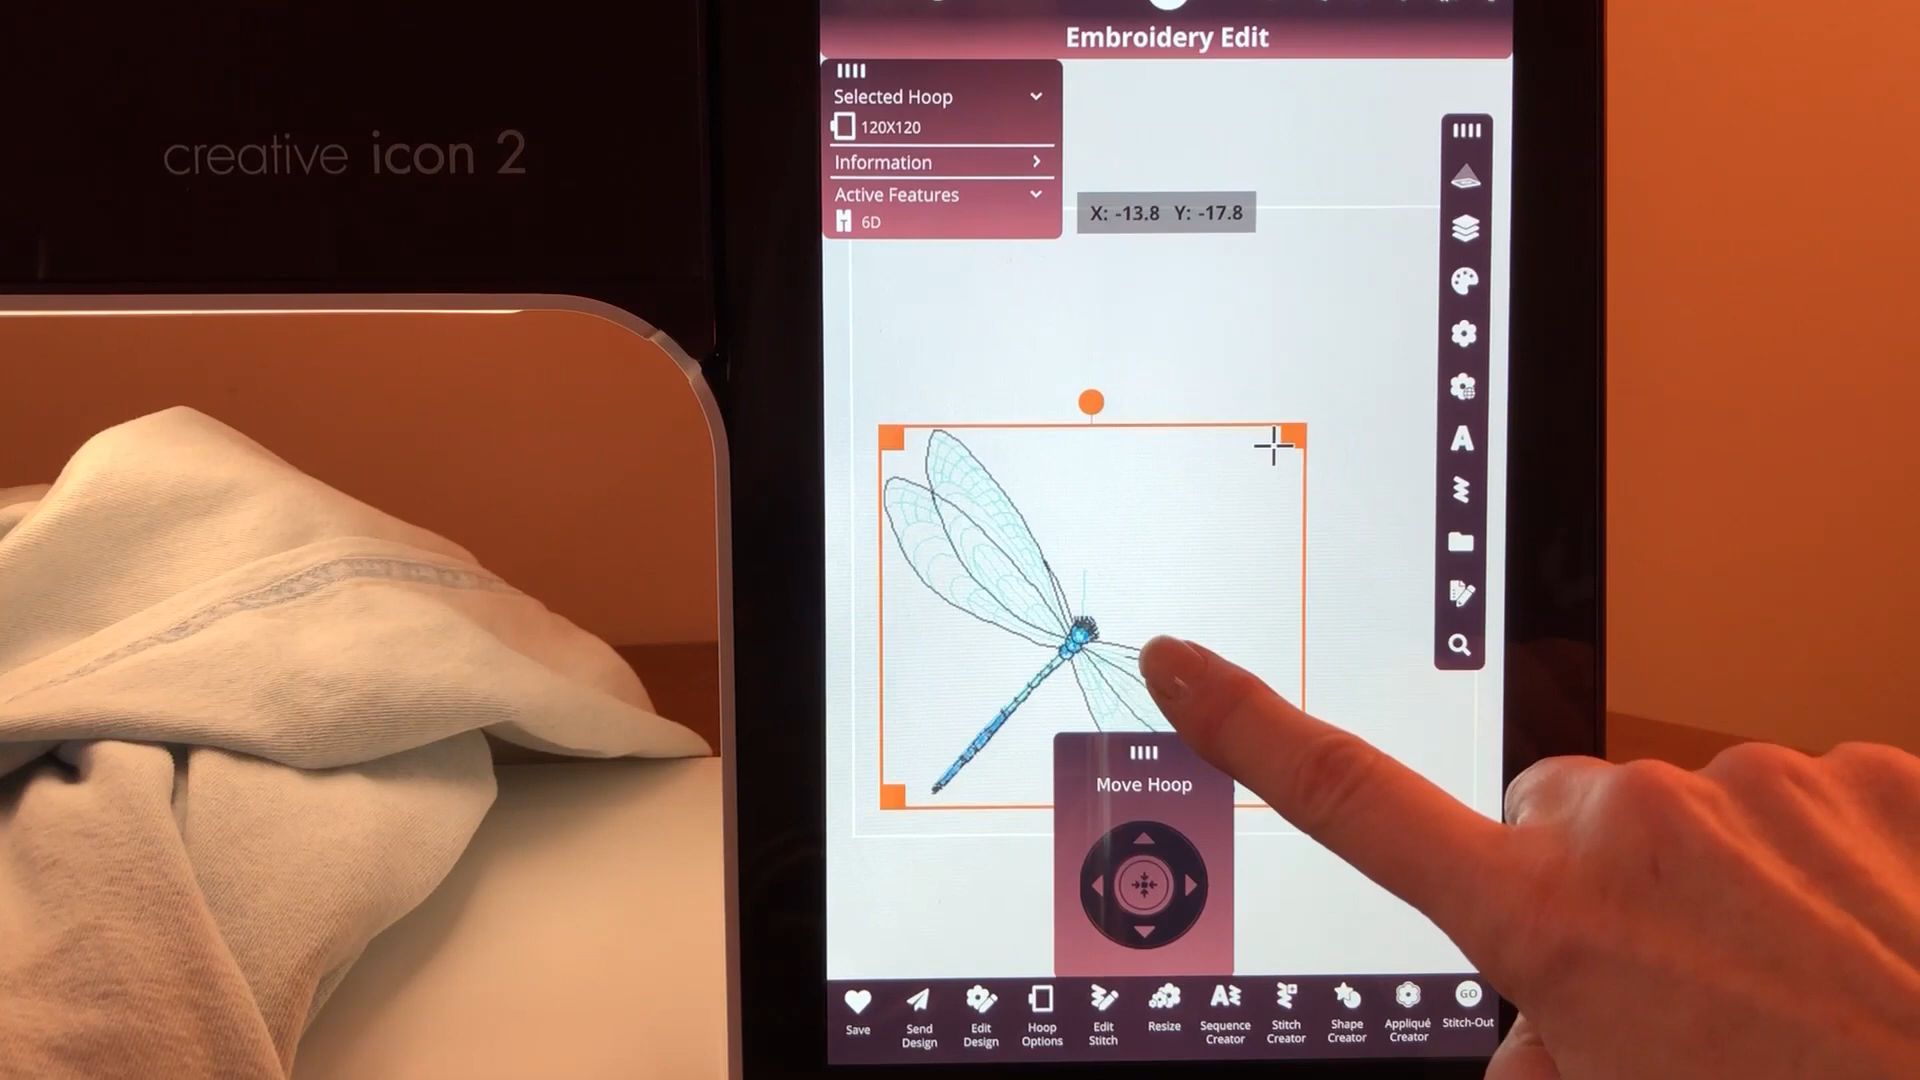 creative icon 2
Embroidery Edit
Selected Hoop
120X120
Information
Active Features
6D
X: -13.8 Y: -17.8
A
Move Hoop
Save
Send
Design
Edit
Design
Hoop
Options
Edit
Stitch
Resize
A
Sequence
Creator
Stitch
Creator
Shape
Creator
Appliqué
Creator
GO
Stitch-Out